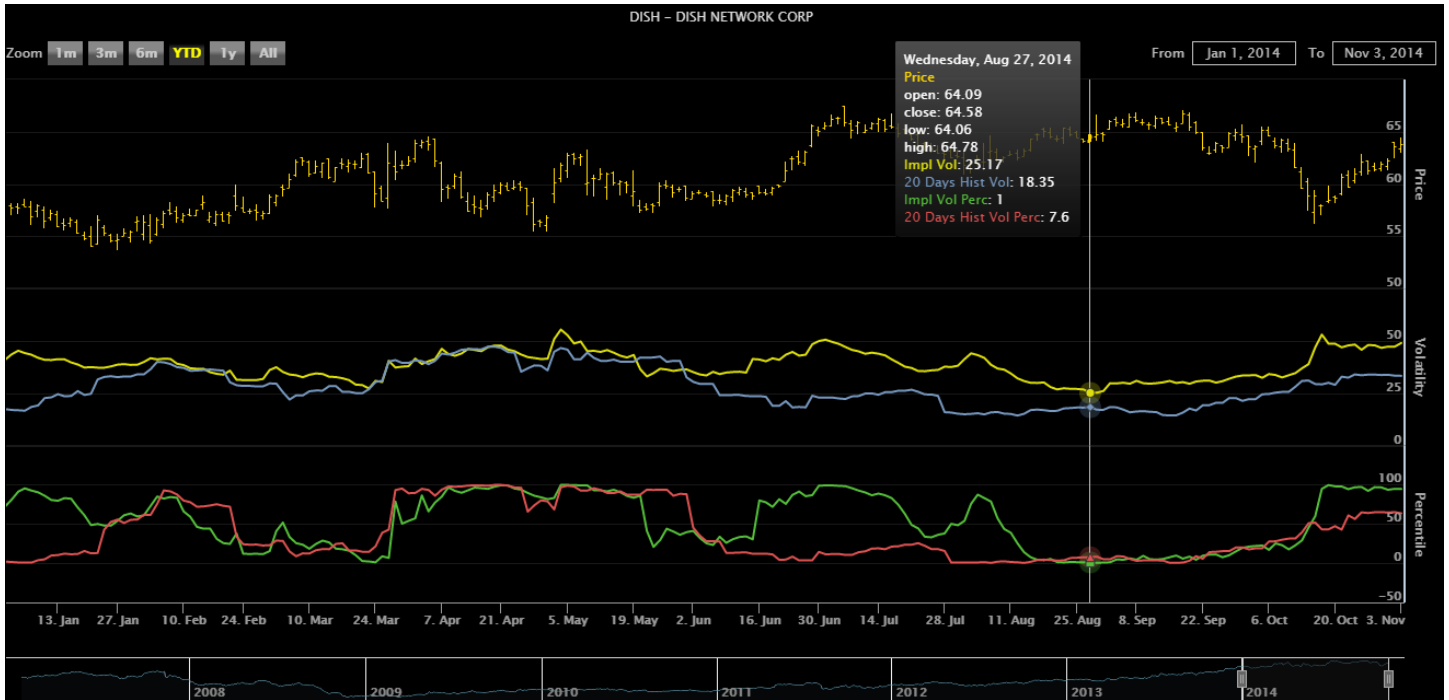 DISH - DISH NETWORK CORP
Zoom 1m 3m 6m YTD 1y All
From Jan 1, 2014 To Nov 3, 2014
Wednesday, Aug 27, 2014
Price
open: 64.09
close: 64.58
low: 64.06
high: 64.78
Impl Vol: 25.17
20 Days Hist Vol: 18.35
Impl Vol Perc: 1
20 Days Hist Vol Perc: 7.6
65
60
55
50
Price
50
25
0
Volatility
100
50
0
-50
Percentile
13. Jan 27. Jan 10. Feb 24. Feb 10. Mar 24. Mar 7. Apr 21. Apr 5. May 19. May 2. Jun 16. Jun 30. Jun 14. Jul 28. Jul 11. Aug 25. Aug 8. Sep 22. Sep 6. Oct 20. Oct 3. Nov
2008 2009 2010 2011 2012 2013 2014